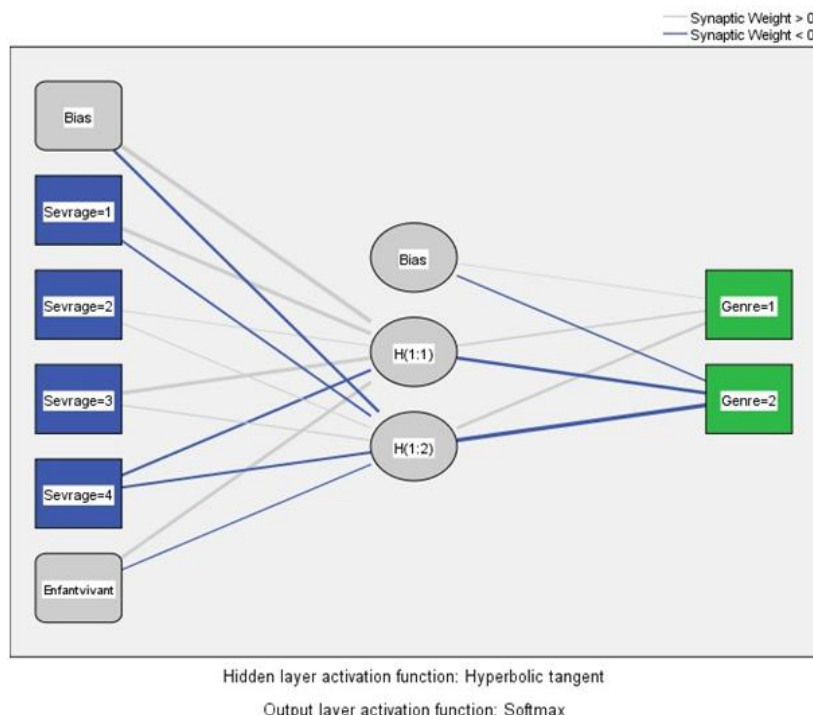 Synaptic Weight > 0
Synaptic Weight < 0
Bias
Sevrage=1
Sevrage=2
Sevrage=3
Sevrage=4
Enfantvivant
Bias
H(1:1)
H(1:2)
Genre=1
Genre=2
Hidden layer activation function: Hyperbolic tangent
Output layer activation function: Softmax